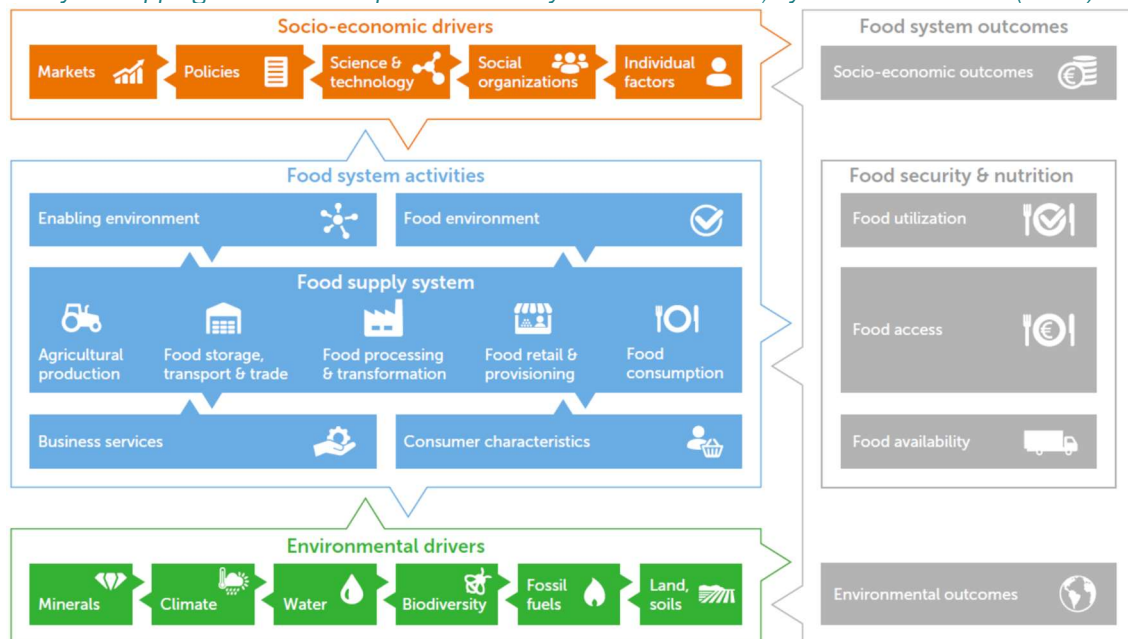 Socio-economic drivers
Markets
Policies
Science &
technology
Social
organizations
Individual
factors
Food system outcomes
Socio-economic outcomes
Food system activities
Enabling environment
Food environment
Food supply system
Agricultural
production
Food storage,
transport & trade
Food processing
& transformation
Food retail &
provisioning
Food
consumption
Business services
Consumer characteristics
Food security & nutrition
Food utilization
Food access
Food availability
Environmental drivers
Minerals
Climate
Water
Biodiversity
Fossil
fuels
Land,
soils
Environmental outcomes